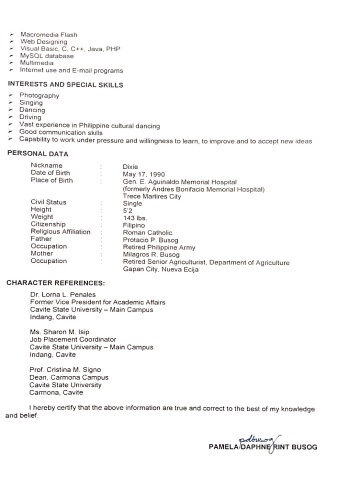 ➢ Macromedia Flash
➢ Web Designing
➢ Visual Basic, C, C++, Java, PHP
➢ MySQL database
➢ Multimedia
➢ Internet use and E-mail programs
INTERESTS AND SPECIAL SKILLS
➢ Photography
➢ Singing
➢ Dancing
➢ Driving
➢ Vast experience in Philippine cultural dancing
➢ Good communication skills
➢ Capability to work under pressure and willingness to learn, to improve and to accept new ideas
PERSONAL DATA
Nickname : Dixie
Date of Birth : May 17, 1990
Place of Birth : Gen. E. Aguinaldo Memorial Hospital
(formerly Andres Bonifacio Memorial Hospital)
Trece Martires City
Civil Status : Single
Height : 5'2
Weight : 143 lbs.
Citizenship : Filipino
Religious Affiliation : Roman Catholic
Father : Protacio P. Busog
Occupation : Retired Philippine Army
Mother : Milagros R. Busog
Occupation : Retired Senior Agriculturist, Department of Agriculture
Gapan City, Nueva Ecija
CHARACTER REFERENCES:
Dr. Lorna L. Penales
Former Vice President for Academic Affairs
Cavite State University – Main Campus
Indang, Cavite
Ms. Sharon M. Isip
Job Placement Coordinator
Cavite State University – Main Campus
Indang, Cavite
Prof. Cristina M. Signo
Dean, Carmona Campus
Cavite State University
Carmona, Cavite
I hereby certify that the above information are true and correct to the best of my knowledge
and belief.
pdbusog
PAMELA DAPHNE RINT BUSOG